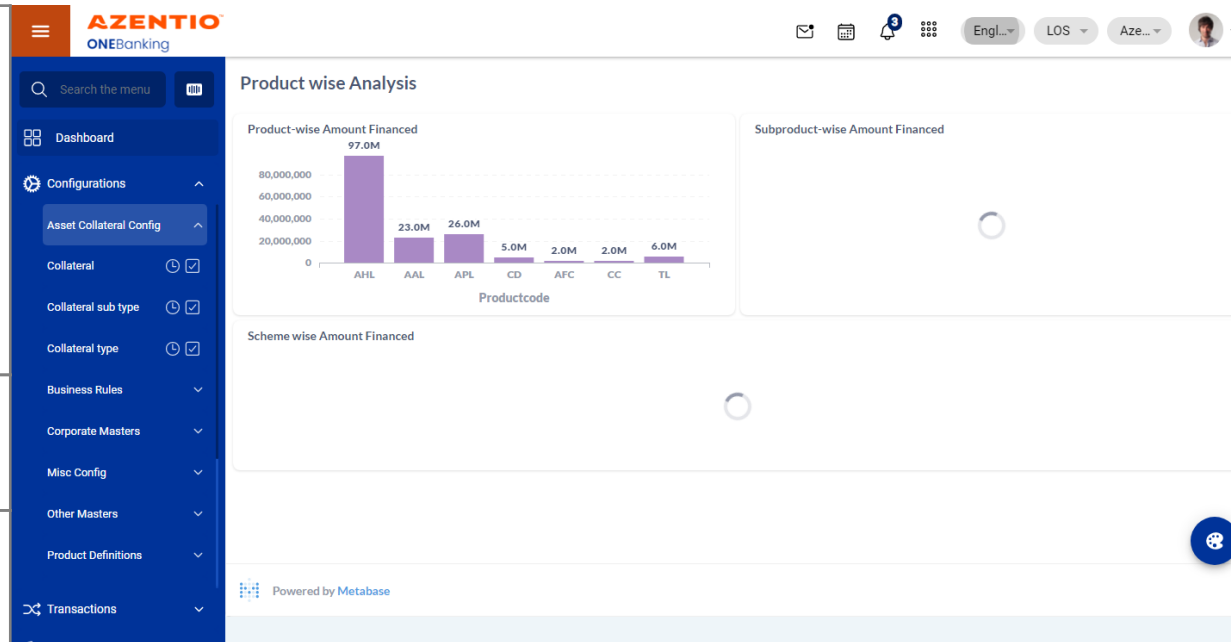 AZENTIO
ONEBanking
3
Engl...
LOS
Aze...
Search the menu
Dashboard
Configurations
Asset Collateral Config
Collateral
Collateral sub type
Collateral type
Business Rules
Corporate Masters
Misc Config
Other Masters
Product Definitions
Transactions
Product wise Analysis
Product-wise Amount Financed
97.0M
80,000,000
60,000,000
40,000,000
20,000,000
0
23.0M
26.0M
5.0M
2.0M
2.0M
6.0M
AHL AAL APL CD AFC CC TL
Productcode
Subproduct-wise Amount Financed
Scheme wise Amount Financed
Powered by Metabase